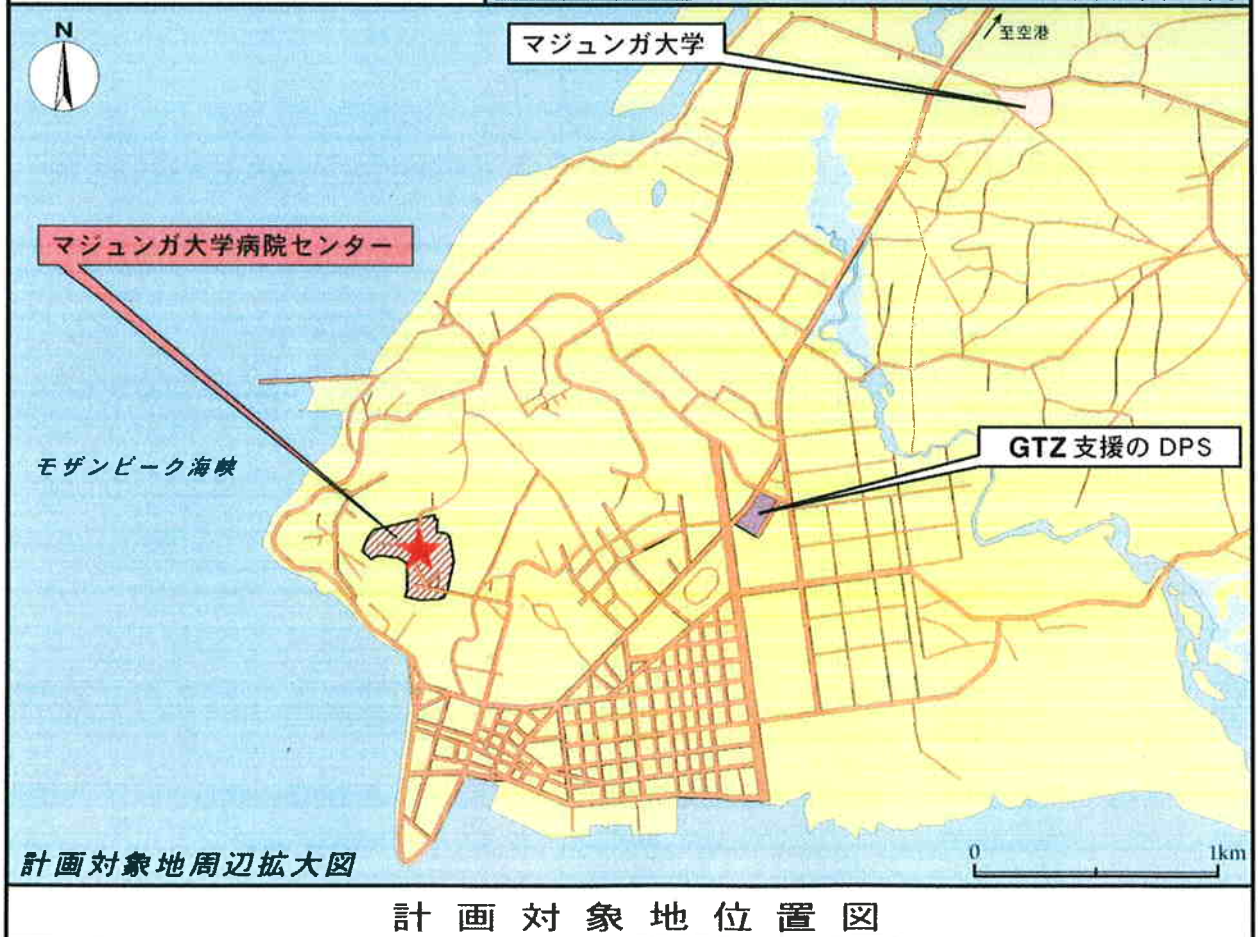 N
マジュンガ大学
至空港
マジュンガ大学病院センター
モザンビーク海峡
GTZ 支援の DPS
0 1km
計画対象地周辺拡大図
計画対象地位置図